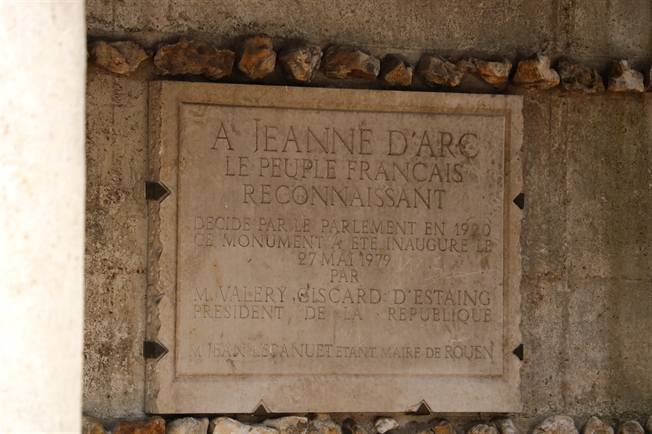 A JEANNE D'ARC
LE PEUPLE FRANCAIS
RECONNAISSANT
DECIDE PAR LE PARLEMENT EN 1920
CE MONUMENT A ETE INAUGURE LE
27 MAI 1979
PAR
M. VALERY GISCARD D'ESTAING
PRESIDENT DE LA REPUBLIQUE
M JEAN LECANUET ETANT MAIRE DE ROUEN